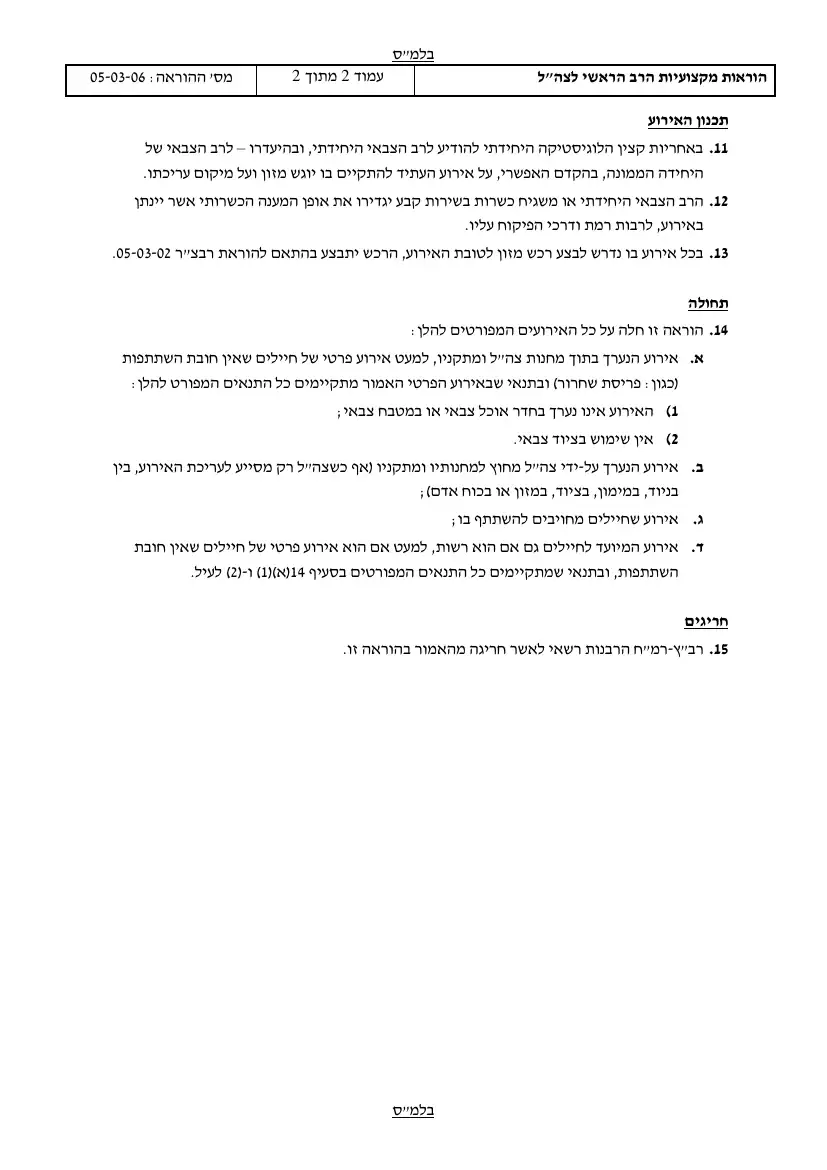 בלמ"ס
הוראות מקצועיות הרב הראשי לצה"ל עמוד 2 מתוך 2 מס' ההוראה: 05-03-06
תכנון האירוע
11. באחריות קצין הלוגיסטיקה היחידתי להודיע לרב הצבאי היחידתי, ובהיעדרו – לרב הצבאי של
היחידה הממונה, בהקדם האפשרי, על אירוע העתיד להתקיים בו יוגש מזון ועל מיקום עריכתו.
12. הרב הצבאי היחידתי או משגיח כשרות בשירות קבע יגדירו את אופן המענה הכשרותי אשר יינתן
באירוע, לרבות רמת ודרכי הפיקוח עליו.
13. בכל אירוע בו נדרש לבצע רכש מזון לטובת האירוע, הרכש יתבצע בהתאם להוראת רבצ"ר 05-03-02.
תחולה
14. הוראה זו חלה על כל האירועים המפורטים להלן:
א. אירוע הנערך בתוך מחנות צה"ל ומתקניו, למעט אירוע פרטי של חיילים שאין חובת השתתפות
(כגון: פריסת שחרור) ובתנאי שבאירוע הפרטי האמור מתקיימים כל התנאים המפורט להלן:
1) האירוע אינו נערך בחדר אוכל צבאי או במטבח צבאי;
2) אין שימוש בציוד צבאי.
ב. אירוע הנערך על-ידי צה"ל מחוץ למחנותיו ומתקניו (אף כשצה"ל רק מסייע לעריכת האירוע, בין
בניוד, במימון, בציוד, במזון או בכוח אדם);
ג. אירוע שחיילים מחויבים להשתתף בו;
ד. אירוע המיועד לחיילים גם אם הוא רשות, למעט אם הוא אירוע פרטי של חיילים שאין חובת
השתתפות, ובתנאי שמתקיימים כל התנאים המפורטים בסעיף 14(א)(1) ו-(2) לעיל.
חריגים
15. רב"ץ-רמ"ח הרבנות רשאי לאשר חריגה מהאמור בהוראה זו.
בלמ"ס